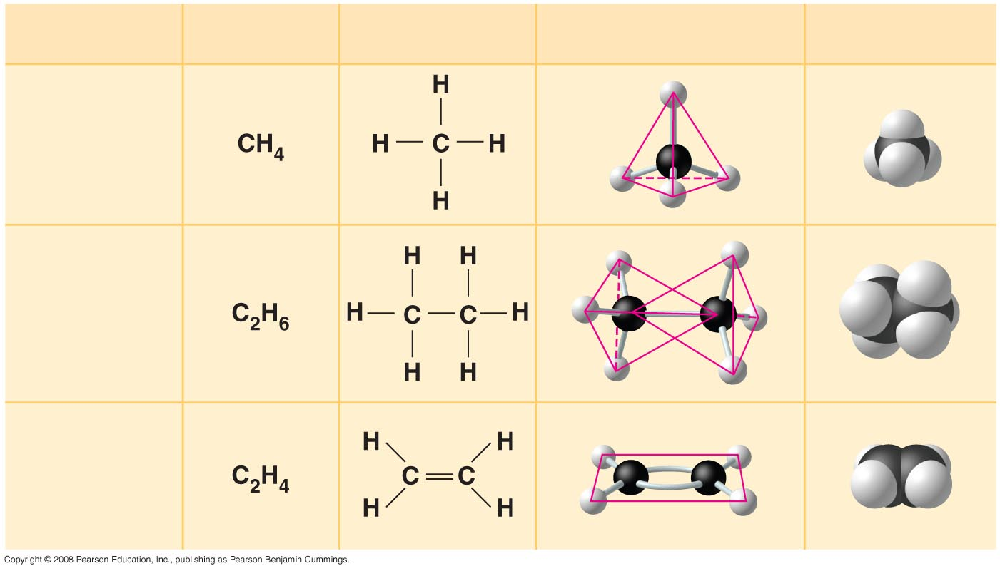 H
CH₄ H — C — H
H
H H
C₂H₆ H — C — C — H
H H
H H
C₂H₄ C = C
H H
Copyright © 2008 Pearson Education, Inc., publishing as Pearson Benjamin Cummings.